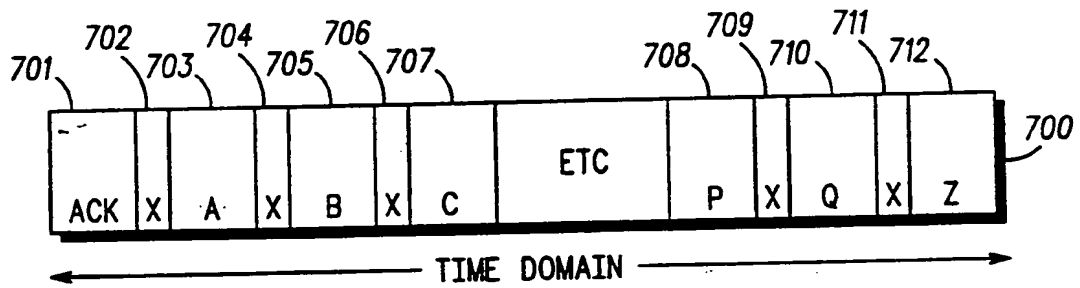 701 702 703 704 705 706 707 708 709 710 711 712
700
ETC
ACK X A X B X C P X Q X Z
TIME DOMAIN